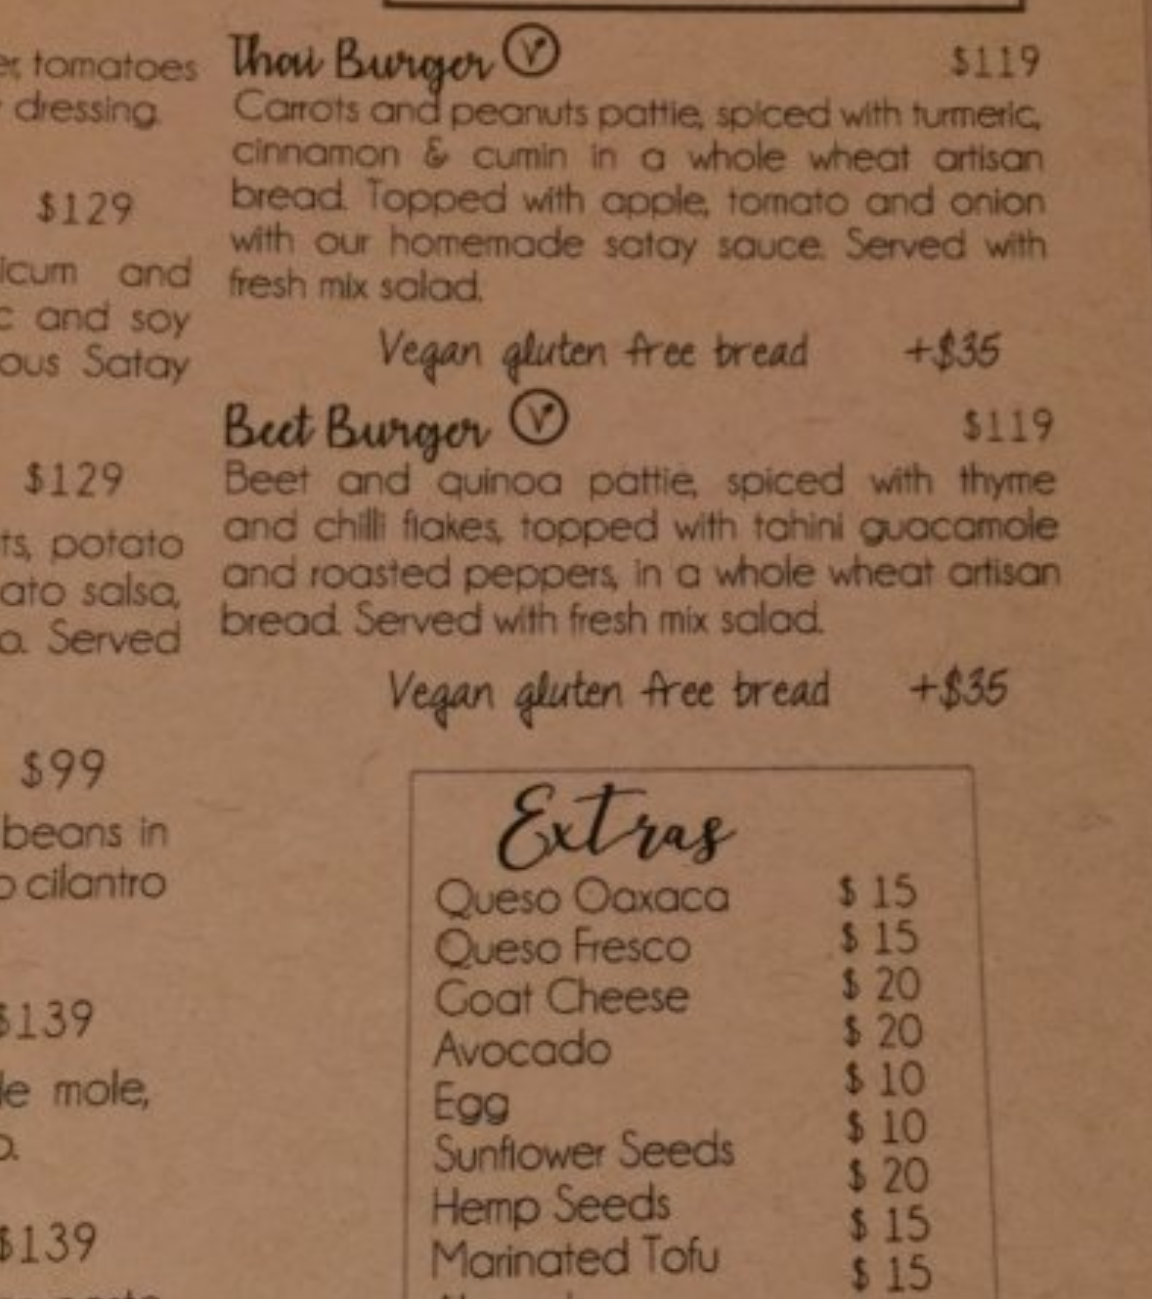 tomatoes
dressing.
$129
icum and
and soy
ous Satay
$129
ts, potato
ato salsa,
o. Served
$99
beans in
cilantro
$139
mole,
$139
Thai Burger V $119
Carrots and peanuts pattie, spiced with turmeric,
cinnamon & cumin in a whole wheat artisan
bread. Topped with apple, tomato and onion
with our homemade satay sauce. Served with
fresh mix salad.
Vegan gluten free bread +$35
Beet Burger V $119
Beet and quinoa pattie, spiced with thyme
and chilli flakes, topped with tahini guacamole
and roasted peppers, in a whole wheat artisan
bread. Served with fresh mix salad.
Vegan gluten free bread +$35
Extras
Queso Oaxaca $ 15
Queso Fresco $ 15
Goat Cheese $ 20
Avocado $ 20
Egg $ 10
Sunflower Seeds $ 10
Hemp Seeds $ 20
Marinated Tofu $ 15
$ 15